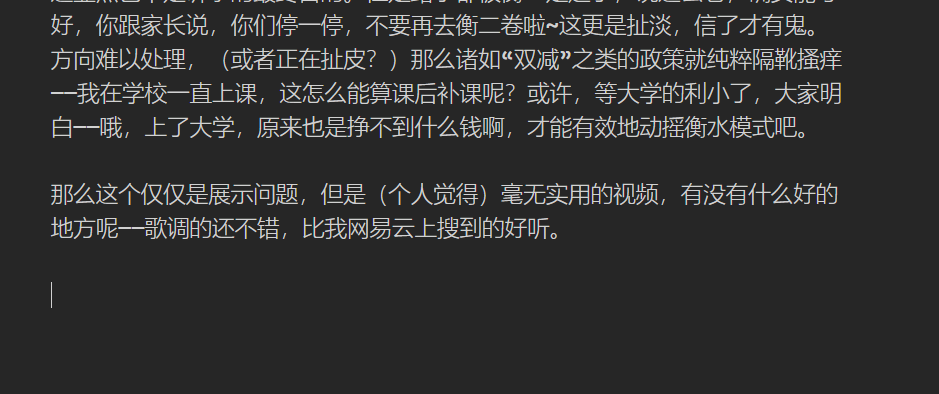 好，你跟家长说，你们停一停，不要再去衡二卷啦~这更是扯淡，信了才有鬼。
方向难以处理，（或者正在扯皮？）那么诸如“双减”之类的政策就纯粹隔靴搔痒
——我在学校一直上课，这怎么能算课后补课呢？或许，等大学的利小了，大家明
白——哦，上了大学，原来也是挣不到什么钱啊，才能有效地动摇衡水模式吧。
那么这个仅仅是展示问题，但是（个人觉得）毫无实用的视频，有没有什么好的
地方呢——歌调的还不错，比我网易云上搜到的好听。